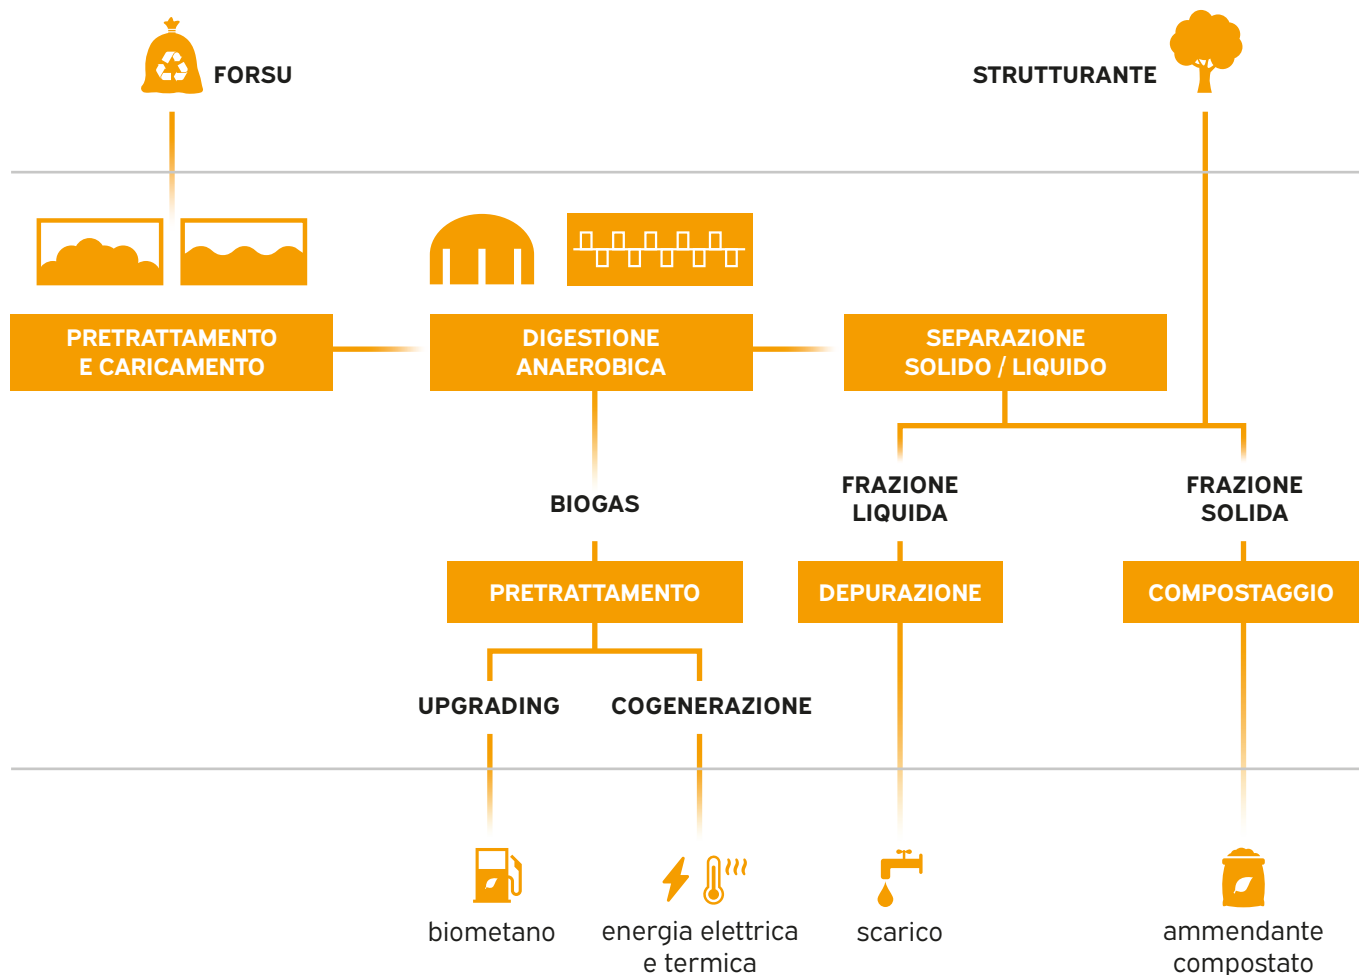 FORSU
STRUTTURANTE
PRETRATTAMENTO
E CARICAMENTO
DIGESTIONE
ANAEROBICA
SEPARAZIONE
SOLIDO / LIQUIDO
BIOGAS
FRAZIONE
LIQUIDA
FRAZIONE
SOLIDA
PRETRATTAMENTO
DEPURAZIONE
COMPOSTAGGIO
UPGRADING
COGENERAZIONE
biometano
energia elettrica
e termica
scarico
ammendante
compostato